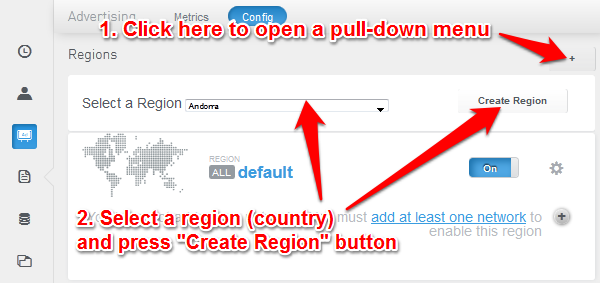 Advertising Metrics Config
1. Click here to open a pull-down menu
Regions +
Select a Region Andorra Create Region
REGION
ALL default On
2. Select a region (country) must add at least one network to
and press "Create Region" button enable this region